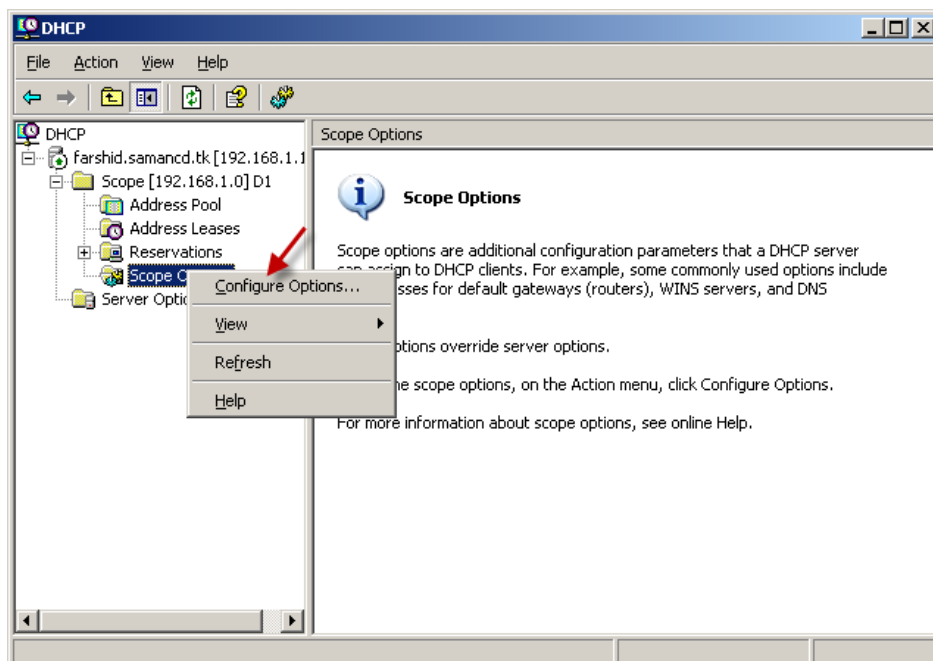 DHCP
File Action View Help
DHCP
farshid.samancd.tk [192.168.1.1
Scope [192.168.1.0] D1
Address Pool
Address Leases
Reservations
Scope
Server Optio
Configure Options...
View
Refresh
Help
Scope Options
Scope Options
Scope options are additional configuration parameters that a DHCP server
can assign to DHCP clients. For example, some commonly used options include
sses for default gateways (routers), WINS servers, and DNS
ptions override server options.
he scope options, on the Action menu, click Configure Options.
For more information about scope options, see online Help.